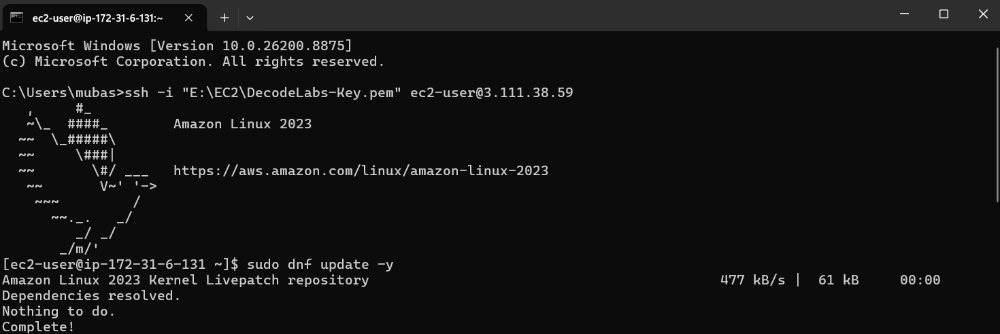 ec2-user@ip-172-31-6-131:~
Microsoft Windows [Version 10.0.26200.8875]
(c) Microsoft Corporation. All rights reserved.
C:\Users\mubas>ssh -i "E:\EC2\DecodeLabs-Key.pem" ec2-user@3.111.38.59
   ,     #_
   ~\_  ####_        Amazon Linux 2023
  ~~  \_#####\
  ~~     \###|
  ~~       \#/ ___   https://aws.amazon.com/linux/amazon-linux-2023
   ~~       V~' '->
    ~~~         /
      ~~._.   _/
         _/ _/
       _/m/'
[ec2-user@ip-172-31-6-131 ~]$ sudo dnf update -y
Amazon Linux 2023 Kernel Livepatch repository                                           477 kB/s |  61 kB     00:00
Dependencies resolved.
Nothing to do.
Complete!